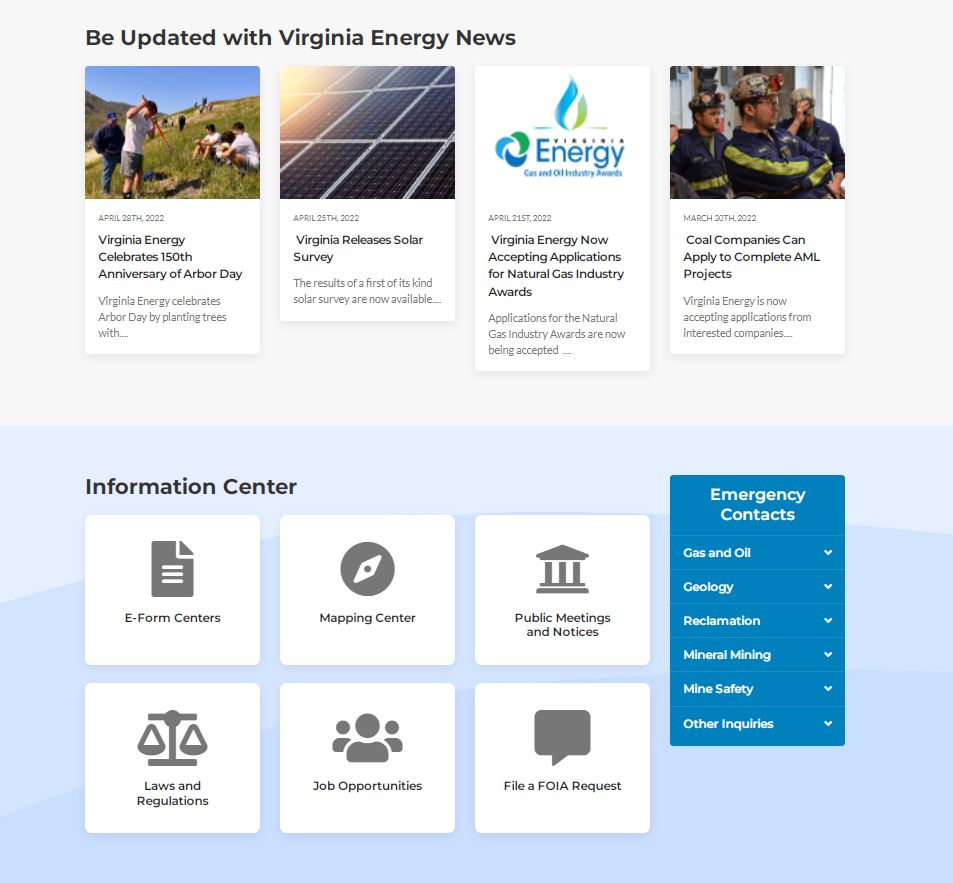 Be Updated with Virginia Energy News
VIRGINIA
Energy
Gas and Oil Industry Awards
APRIL 28TH, 2022
Virginia Energy
Celebrates 150th
Anniversary of Arbor Day
Virginia Energy celebrates
Arbor Day by planting trees
with....
APRIL 25TH, 2022
Virginia Releases Solar
Survey
The results of a first of its kind
solar survey are now available....
APRIL 21ST, 2022
Virginia Energy Now
Accepting Applications
for Natural Gas Industry
Awards
Applications for the Natural
Gas Industry Awards are now
being accepted ....
MARCH 30TH, 2022
Coal Companies Can
Apply to Complete AML
Projects
Virginia Energy is now
accepting applications from
interested companies....
Information Center
E-Form Centers
Mapping Center
Public Meetings
and Notices
Laws and
Regulations
Job Opportunities
File a FOIA Request
Emergency
Contacts
Gas and Oil
Geology
Reclamation
Mineral Mining
Mine Safety
Other Inquiries